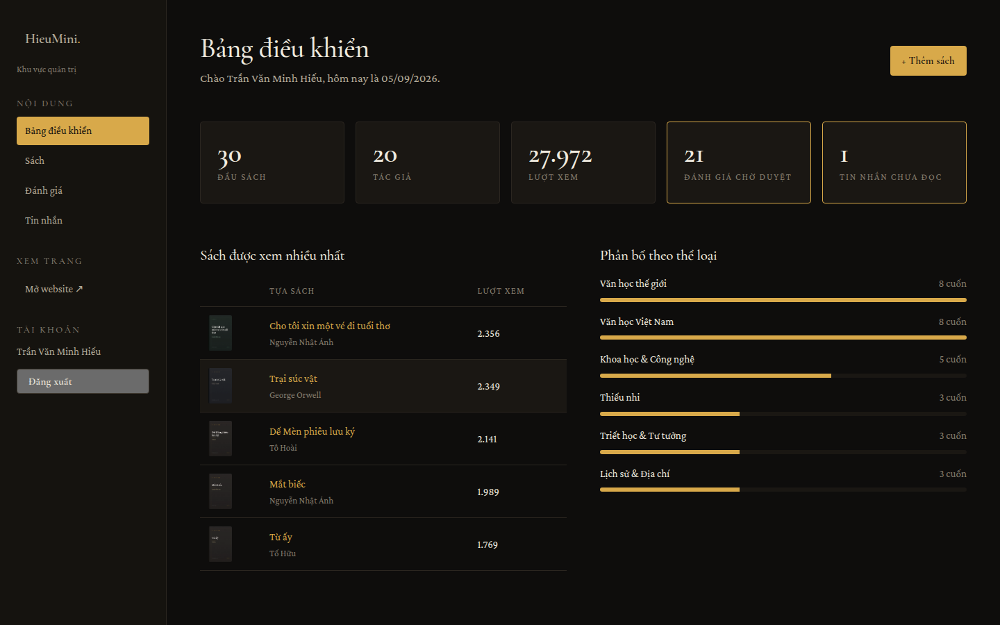 HieuMini.
Khu vực quản trị
NỘI DUNG
Bảng điều khiển
Sách
Đánh giá
Tin nhắn
XEM TRANG
Mở website ↗
TÀI KHOẢN
Trần Văn Minh Hiếu
Đăng xuất
Bảng điều khiển
Chào Trần Văn Minh Hiếu, hôm nay là 05/09/2026.
+ Thêm sách
30
ĐẦU SÁCH
20
TÁC GIẢ
27.972
LƯỢT XEM
21
ĐÁNH GIÁ CHỜ DUYỆT
1
TIN NHẮN CHƯA ĐỌC
Sách được xem nhiều nhất
TỰA SÁCH LƯỢT XEM
Cho tôi xin một vé đi tuổi thơ
Nguyễn Nhật Ánh
2.356
Trại súc vật
George Orwell
2.349
Dế Mèn phiêu lưu ký
Tô Hoài
2.141
Mắt biếc
Nguyễn Nhật Ánh
1.989
Từ ấy
Tố Hữu
1.769
Phân bố theo thể loại
Văn học thế giới 8 cuốn
Văn học Việt Nam 8 cuốn
Khoa học & Công nghệ 5 cuốn
Thiếu nhi 3 cuốn
Triết học & Tư tưởng 3 cuốn
Lịch sử & Địa chí 3 cuốn